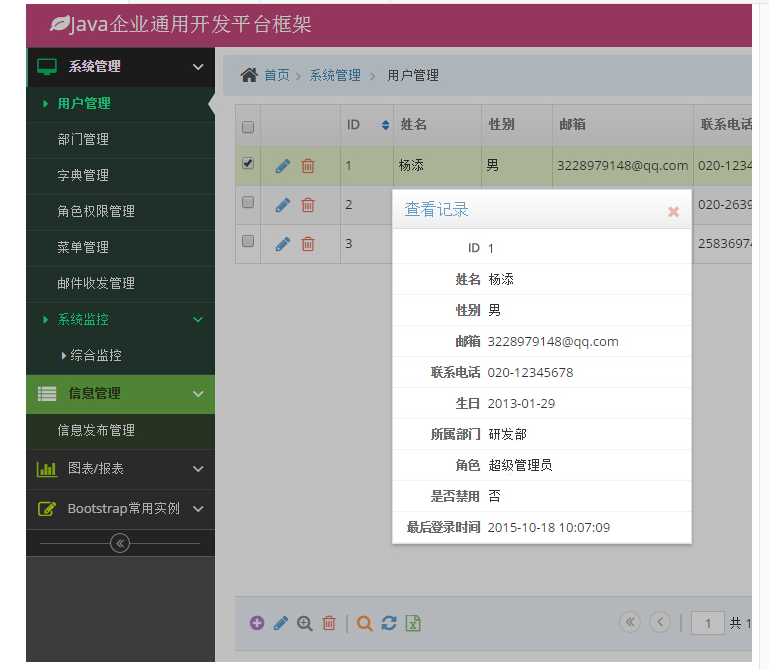 Java企业通用开发平台框架
系统管理
用户管理
部门管理
字典管理
角色权限管理
菜单管理
邮件收发管理
系统监控
综合监控
信息管理
信息发布管理
图表/报表
Bootstrap常用实例
首页 系统管理 用户管理
ID 姓名 性别 邮箱 联系电话
1 杨添 男 3228979148@qq.com 020-1234
2 020-2639
3 2583697
查看记录
ID 1
姓名 杨添
性别 男
邮箱 3228979148@qq.com
联系电话 020-12345678
生日 2013-01-29
所属部门 研发部
角色 超级管理员
是否禁用 否
最后登录时间 2015-10-18 10:07:09
1 共 1